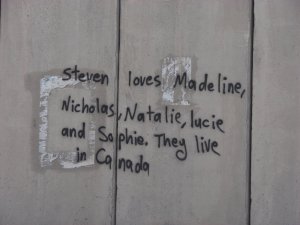 Steven loves Madeline,
Nicholas, Natalie, lucie
and Sophie. They live
in Canada